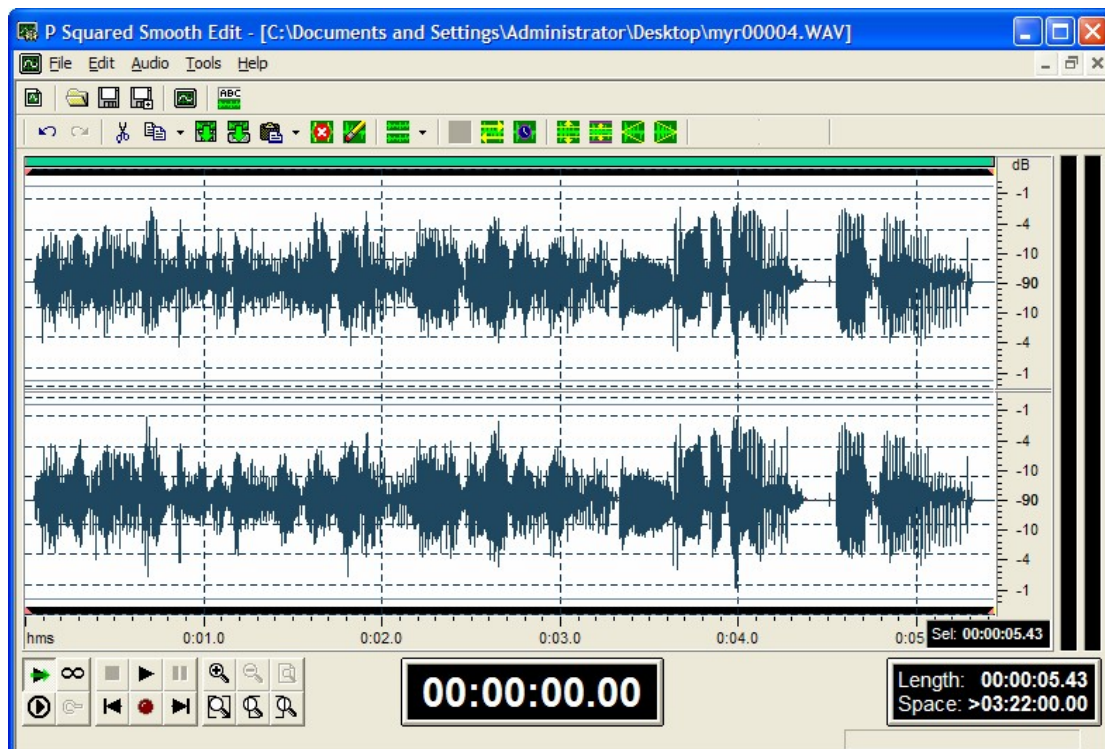 P Squared Smooth Edit - [C:\Documents and Settings\Administrator\Desktop\myr00004.WAV]
File Edit Audio Tools Help
ABC
dB
-1
-4
-10
-90
-10
-4
-1
-1
-4
-10
-90
-10
-4
-1
hms 0:01.0 0:02.0 0:03.0 0:04.0 0:05 Sel: 00:00:05.43
00:00:00.00
Length: 00:00:05.43
Space: >03:22:00.00